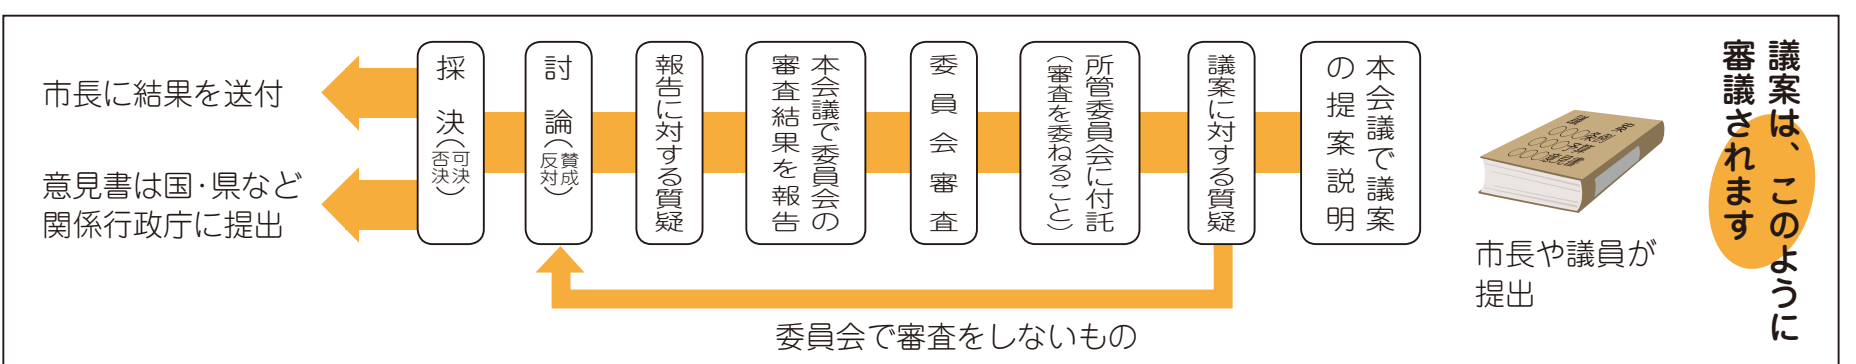 議案は、このように
審議されます
市長や議員が
提出
本会議で議案
の提案説明
議案に対する質疑
所管委員会に付託
（審査を委ねること）
委員会審査
本会議で委員会の
審査結果を報告
報告に対する質疑
討論（賛成
反対）
採決（可決
否決）
市長に結果を送付
意見書は国・県など
関係行政庁に提出
委員会で審査をしないもの